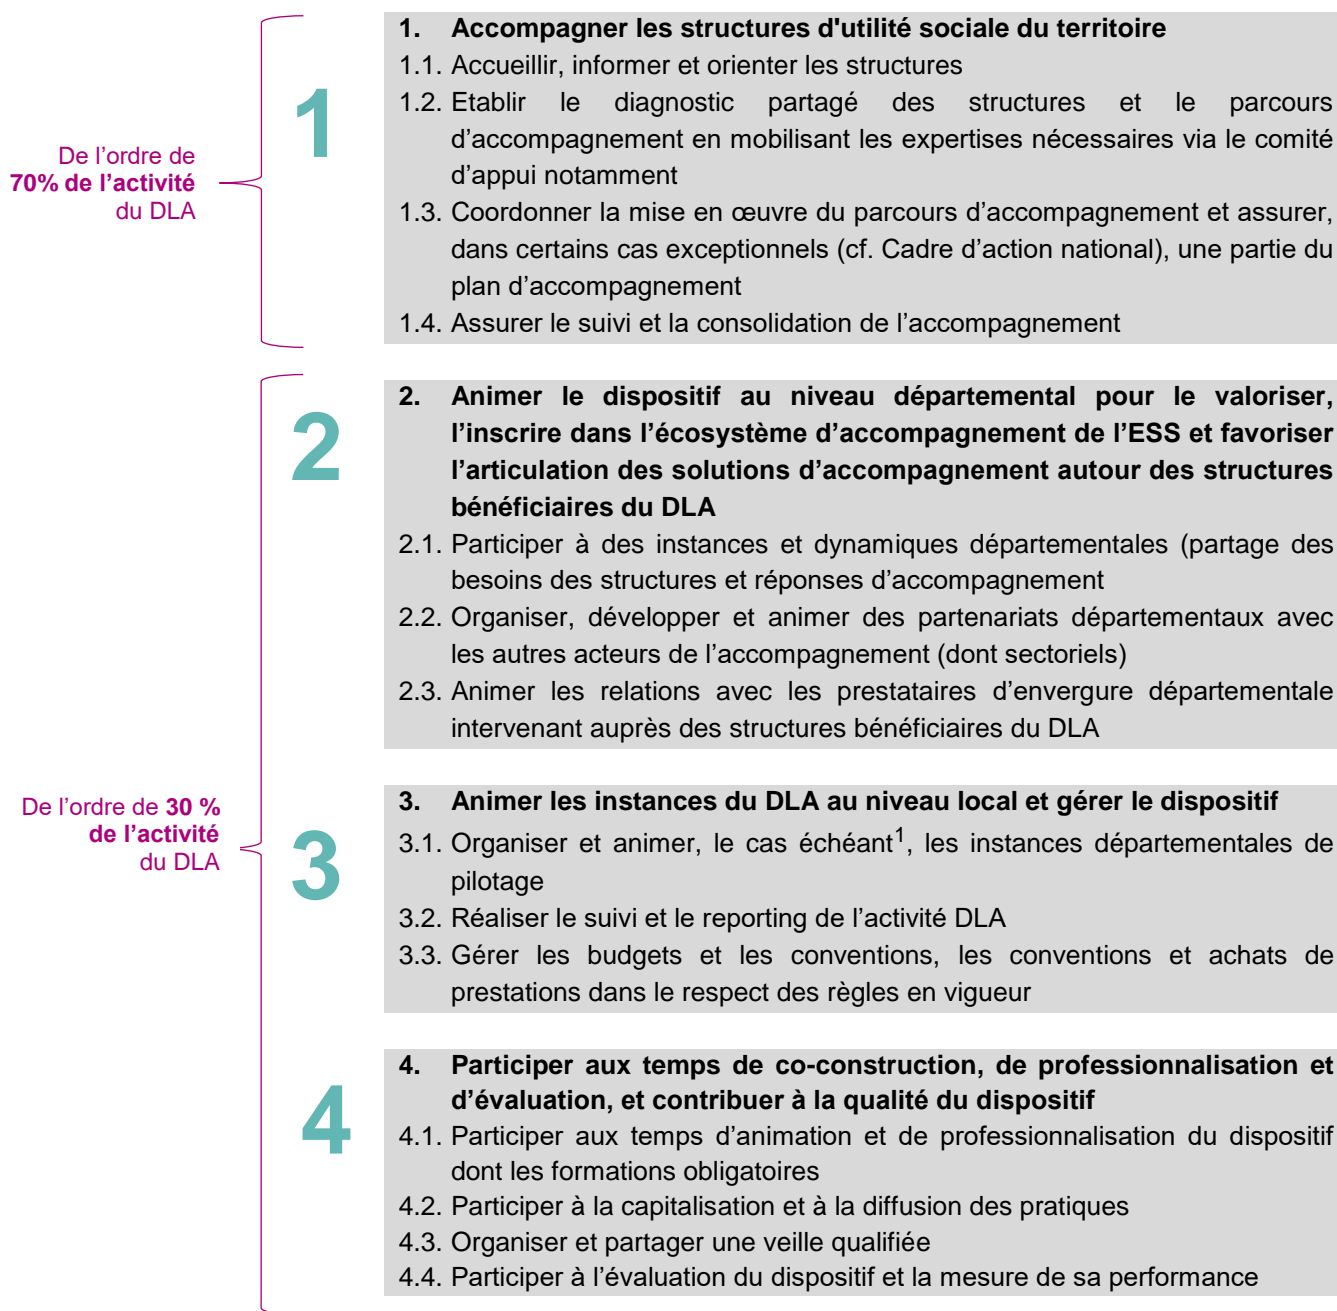 1
1. Accompagner les structures d'utilité sociale du territoire
1.1. Accueillir, informer et orienter les structures
1.2. Etablir le diagnostic partagé des structures et le parcours
d’accompagnement en mobilisant les expertises nécessaires via le comité
d’appui notamment
1.3. Coordonner la mise en œuvre du parcours d’accompagnement et assurer,
dans certains cas exceptionnels (cf. Cadre d’action national), une partie du
plan d’accompagnement
1.4. Assurer le suivi et la consolidation de l’accompagnement
De l’ordre de
70% de l’activité
du DLA
2
2. Animer le dispositif au niveau départemental pour le valoriser,
l’inscrire dans l’écosystème d’accompagnement de l’ESS et favoriser
l’articulation des solutions d’accompagnement autour des structures
bénéficiaires du DLA
2.1. Participer à des instances et dynamiques départementales (partage des
besoins des structures et réponses d’accompagnement
2.2. Organiser, développer et animer des partenariats départementaux avec
les autres acteurs de l’accompagnement (dont sectoriels)
2.3. Animer les relations avec les prestataires d’envergure départementale
intervenant auprès des structures bénéficiaires du DLA
De l’ordre de 30 %
de l’activité
du DLA
3
3. Animer les instances du DLA au niveau local et gérer le dispositif
3.1. Organiser et animer, le cas échéant1, les instances départementales de
pilotage
3.2. Réaliser le suivi et le reporting de l’activité DLA
3.3. Gérer les budgets et les conventions, les conventions et achats de
prestations dans le respect des règles en vigueur
4
4. Participer aux temps de co-construction, de professionnalisation et
d’évaluation, et contribuer à la qualité du dispositif
4.1. Participer aux temps d’animation et de professionnalisation du dispositif
dont les formations obligatoires
4.2. Participer à la capitalisation et à la diffusion des pratiques
4.3. Organiser et partager une veille qualifiée
4.4. Participer à l’évaluation du dispositif et la mesure de sa performance